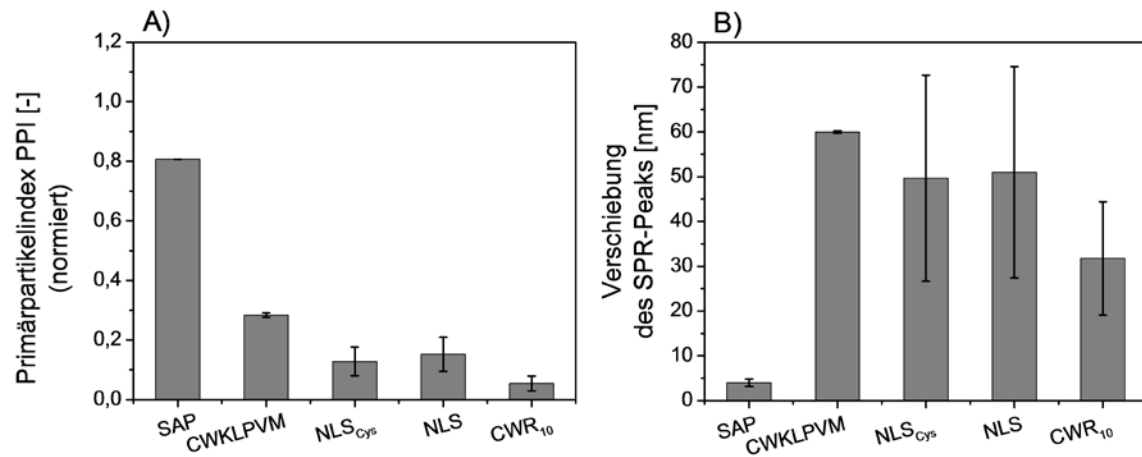 A)
Primärpartikelindex PPI [-]
(normiert)
1,2
1,0
0,8
0,6
0,4
0,2
0,0
SAP
CWKLPVM
NLSCys
NLS
CWR10
B)
Verschiebung
des SPR-Peaks [nm]
80
70
60
50
40
30
20
10
0
SAP
CWKLPVM
NLSCys
NLS
CWR10